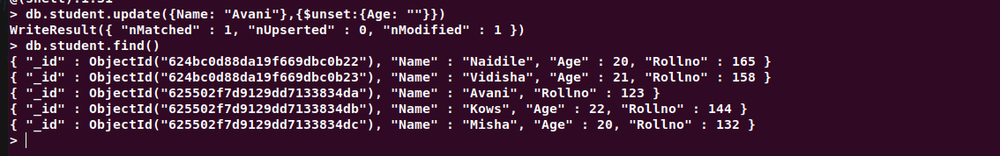 @(shell):1:31
> db.student.update({Name: "Avani"},{$unset:{Age: ""}})
WriteResult({ "nMatched" : 1, "nUpserted" : 0, "nModified" : 1 })
> db.student.find()
{ "_id" : ObjectId("624bc0d88da19f669dbc0b22"), "Name" : "Naidile", "Age" : 20, "Rollno" : 165 }
{ "_id" : ObjectId("624bc0d88da19f669dbc0b23"), "Name" : "Vidisha", "Age" : 21, "Rollno" : 158 }
{ "_id" : ObjectId("625502f7d9129dd7133834da"), "Name" : "Avani", "Rollno" : 123 }
{ "_id" : ObjectId("625502f7d9129dd7133834db"), "Name" : "Kows", "Age" : 22, "Rollno" : 144 }
{ "_id" : ObjectId("625502f7d9129dd7133834dc"), "Name" : "Misha", "Age" : 20, "Rollno" : 132 }
>